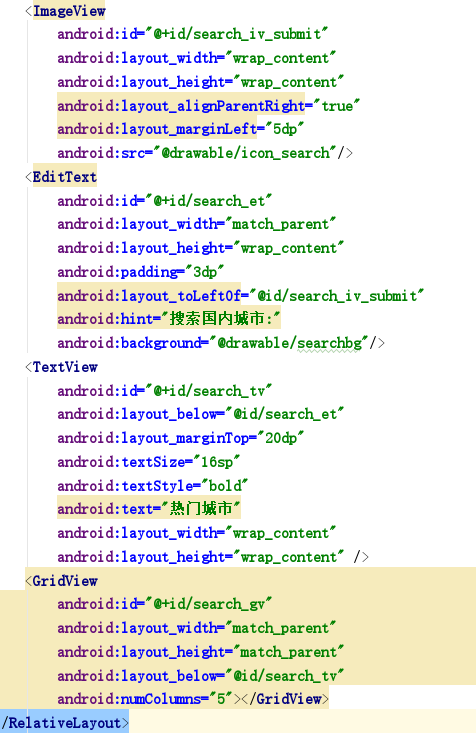 <ImageView
android:id="@+id/search_iv_submit"
android:layout_width="wrap_content"
android:layout_height="wrap_content"
android:layout_alignParentRight="true"
android:layout_marginLeft="5dp"
android:src="@drawable/icon_search"/>
<EditText
android:id="@+id/search_et"
android:layout_width="match_parent"
android:layout_height="wrap_content"
android:padding="3dp"
android:layout_toLeftOf="@id/search_iv_submit"
android:hint="搜索国内城市:"
android:background="@drawable/searchbg"/>
<TextView
android:id="@+id/search_tv"
android:layout_below="@id/search_et"
android:layout_marginTop="20dp"
android:textSize="16sp"
android:textStyle="bold"
android:text="热门城市"
android:layout_width="wrap_content"
android:layout_height="wrap_content" />
<GridView
android:id="@+id/search_gv"
android:layout_width="match_parent"
android:layout_height="match_parent"
android:layout_below="@id/search_tv"
android:numColumns="5"></GridView>
/RelativeLayout>